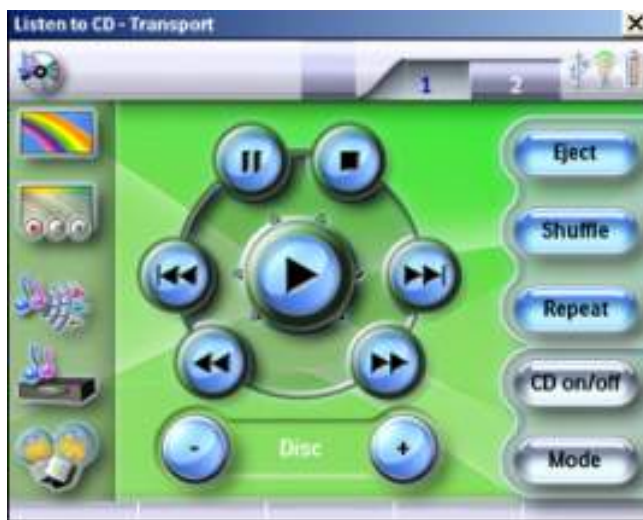 Listen to CD - Transport
1
2
Eject
Shuffle
Repeat
CD on/off
- Disc +
Mode